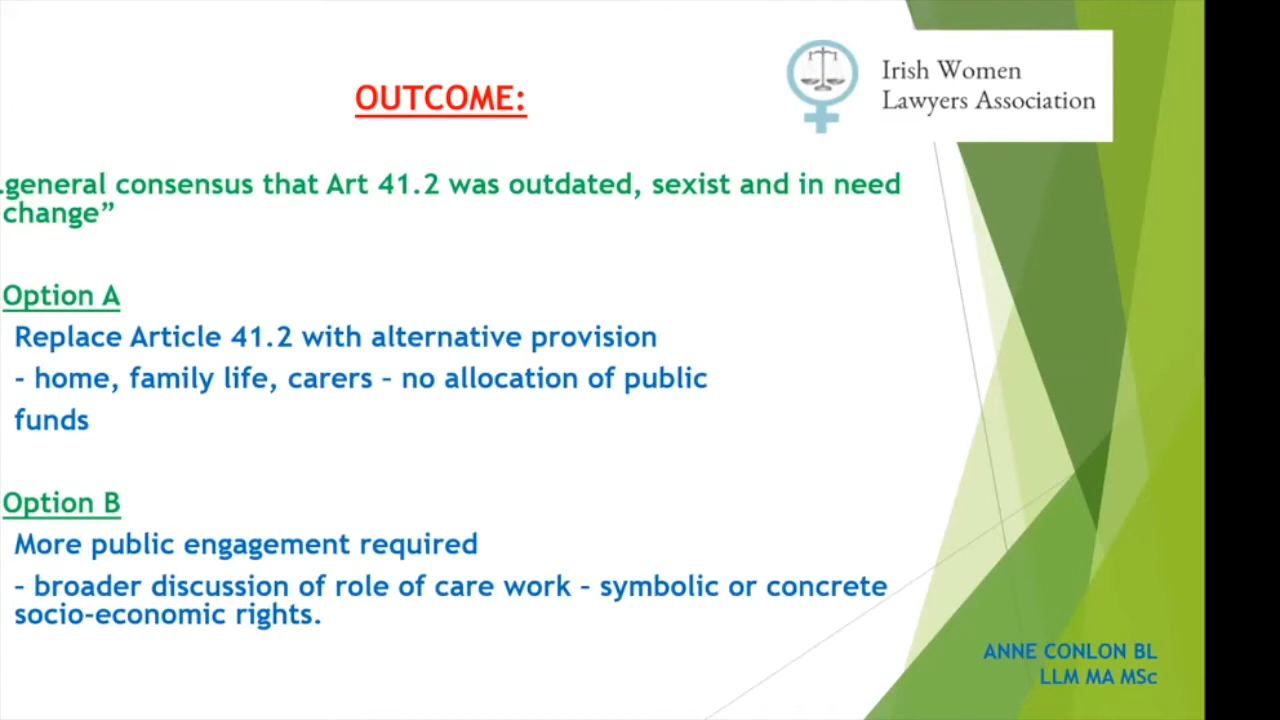 Irish Women
Lawyers Association
OUTCOME:
.general consensus that Art 41.2 was outdated, sexist and in need
change”
Option A
Replace Article 41.2 with alternative provision
- home, family life, carers – no allocation of public
funds
Option B
More public engagement required
– broader discussion of role of care work – symbolic or concrete
socio-economic rights.
ANNE CONLON BL
LLM MA MSc